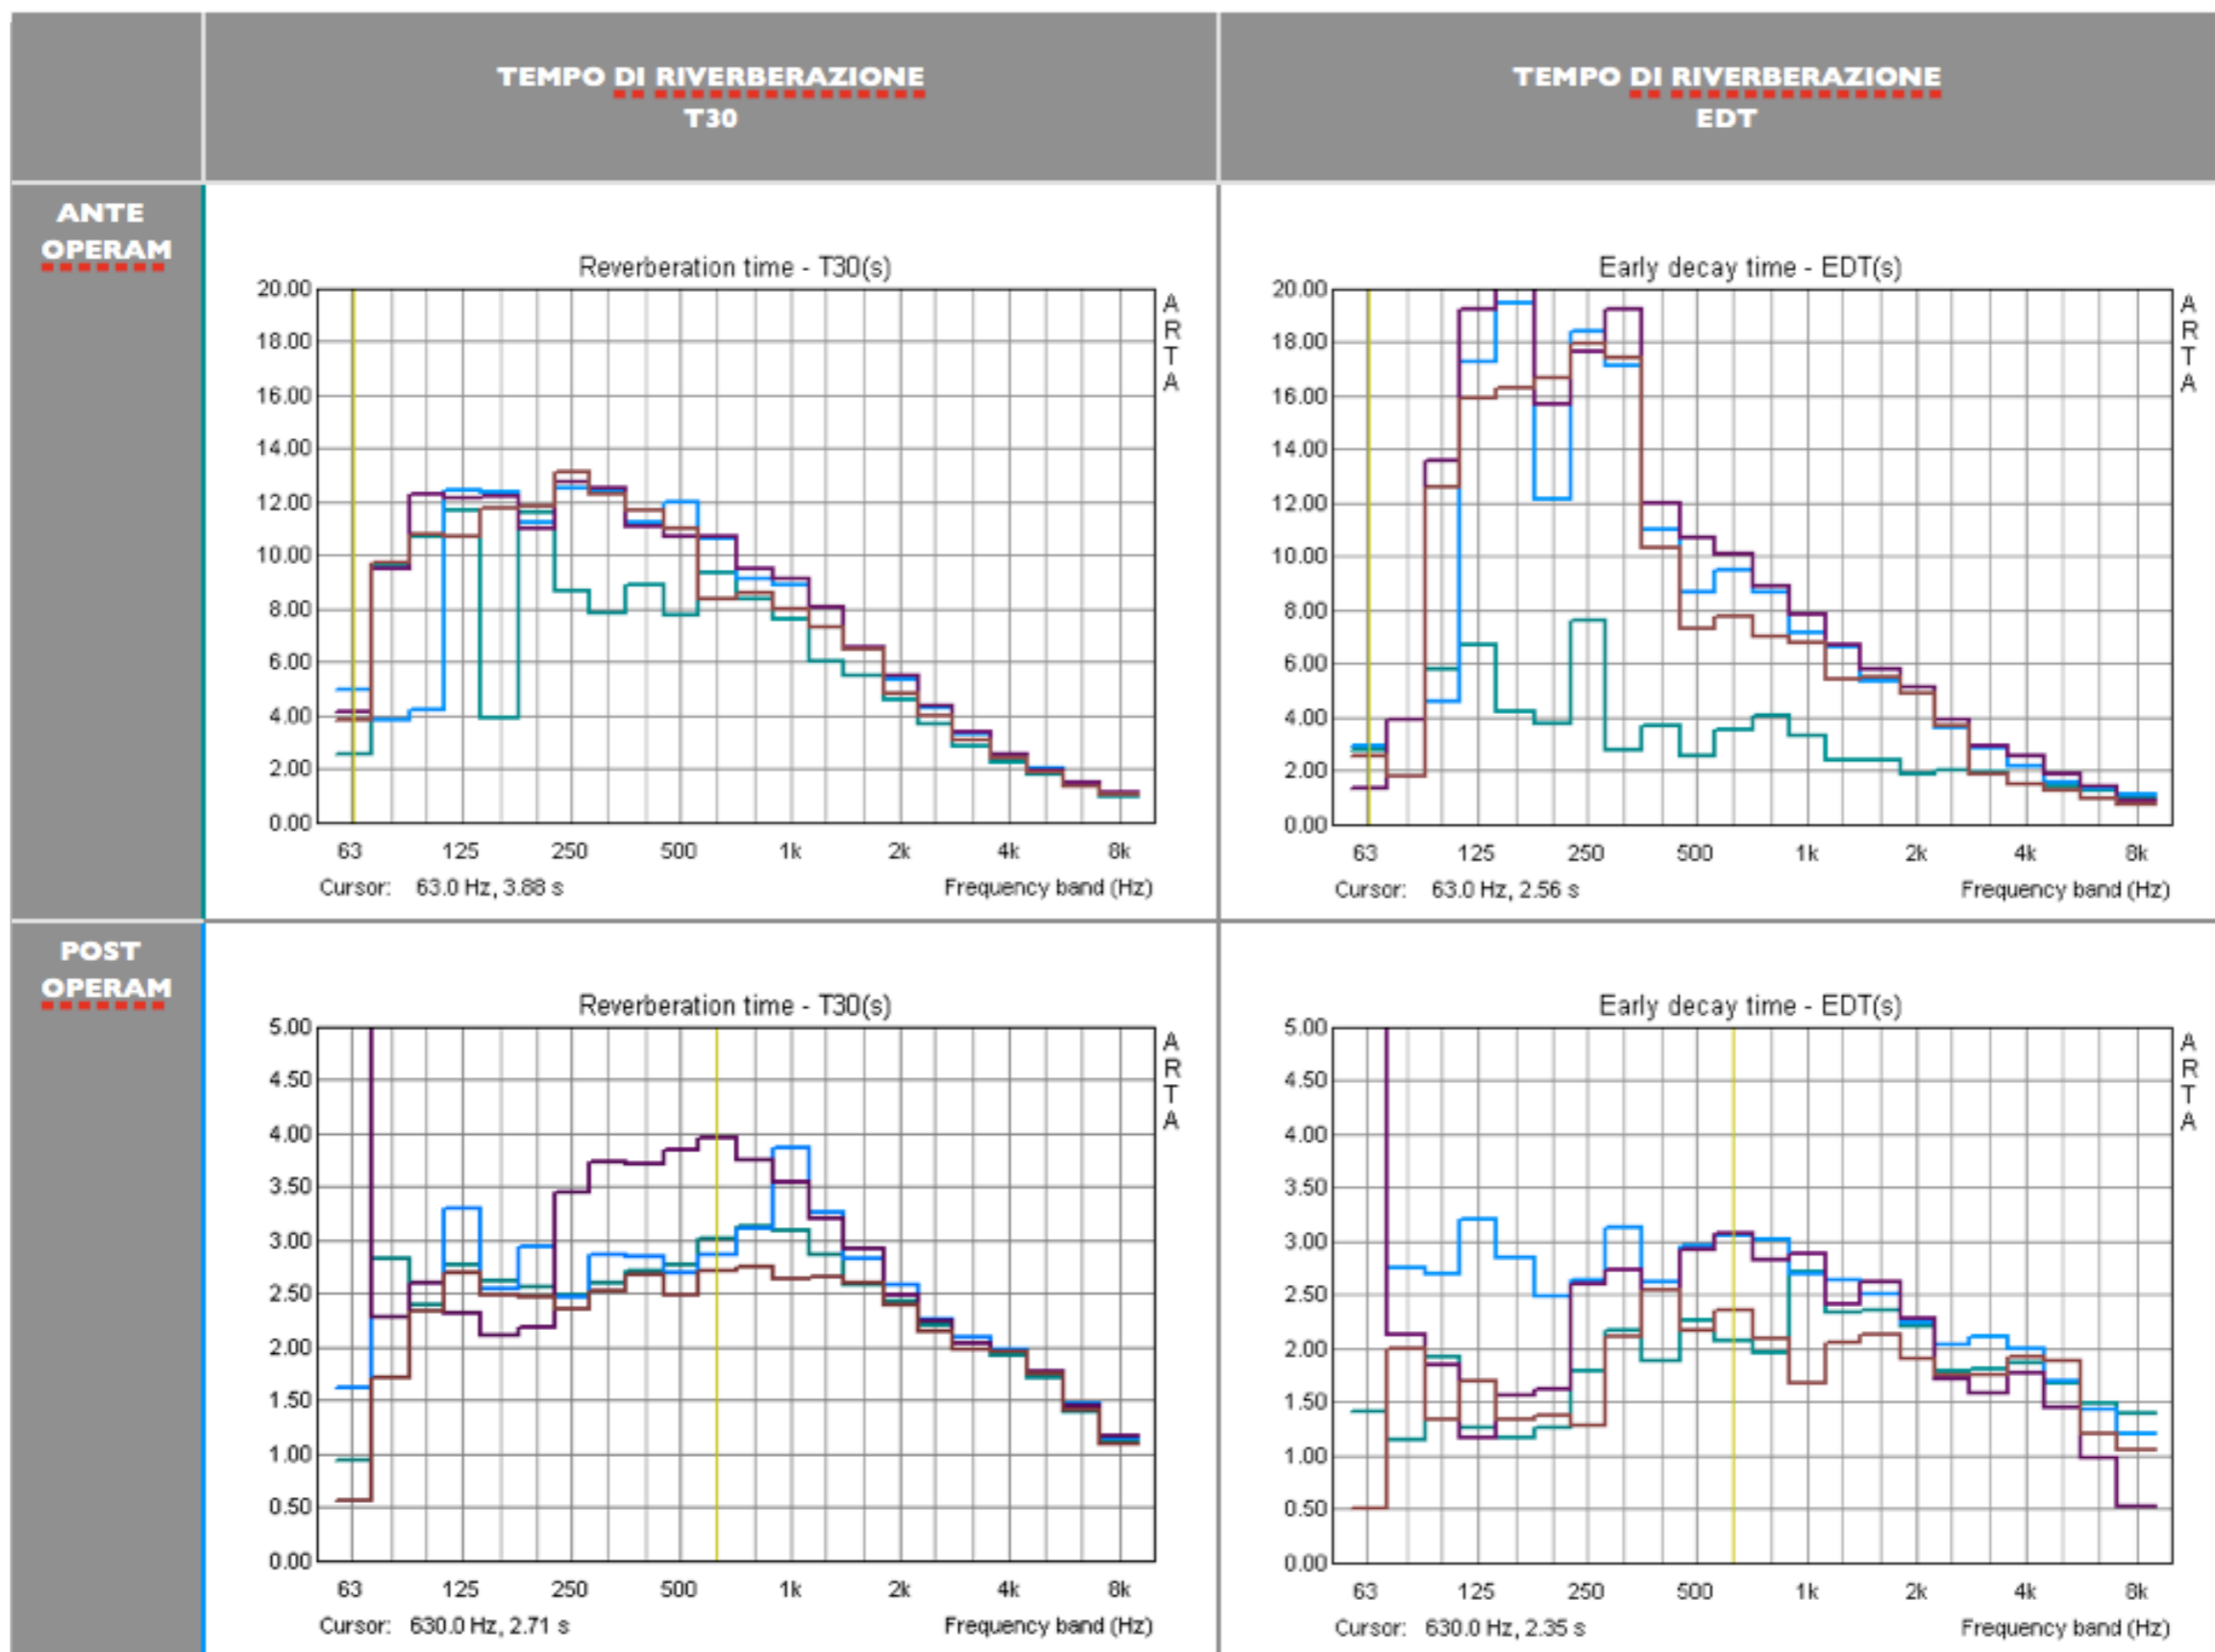 TEMPO DI RIVERBERAZIONE
T30
TEMPO DI RIVERBERAZIONE
EDT
ANTE
OPERAM
Reverberation time - T30(s)
20.00
18.00
16.00
14.00
12.00
10.00
8.00
6.00
4.00
2.00
0.00
A
R
T
A
63 125 250 500 1k 2k 4k 8k
Cursor: 63.0 Hz, 3.88 s Frequency band (Hz)
Early decay time - EDT(s)
20.00
18.00
16.00
14.00
12.00
10.00
8.00
6.00
4.00
2.00
0.00
A
R
T
A
63 125 250 500 1k 2k 4k 8k
Cursor: 63.0 Hz, 2.56 s Frequency band (Hz)
POST
OPERAM
Reverberation time - T30(s)
5.00
4.50
4.00
3.50
3.00
2.50
2.00
1.50
1.00
0.50
0.00
A
R
T
A
63 125 250 500 1k 2k 4k 8k
Cursor: 630.0 Hz, 2.71 s Frequency band (Hz)
Early decay time - EDT(s)
5.00
4.50
4.00
3.50
3.00
2.50
2.00
1.50
1.00
0.50
0.00
A
R
T
A
63 125 250 500 1k 2k 4k 8k
Cursor: 630.0 Hz, 2.35 s Frequency band (Hz)